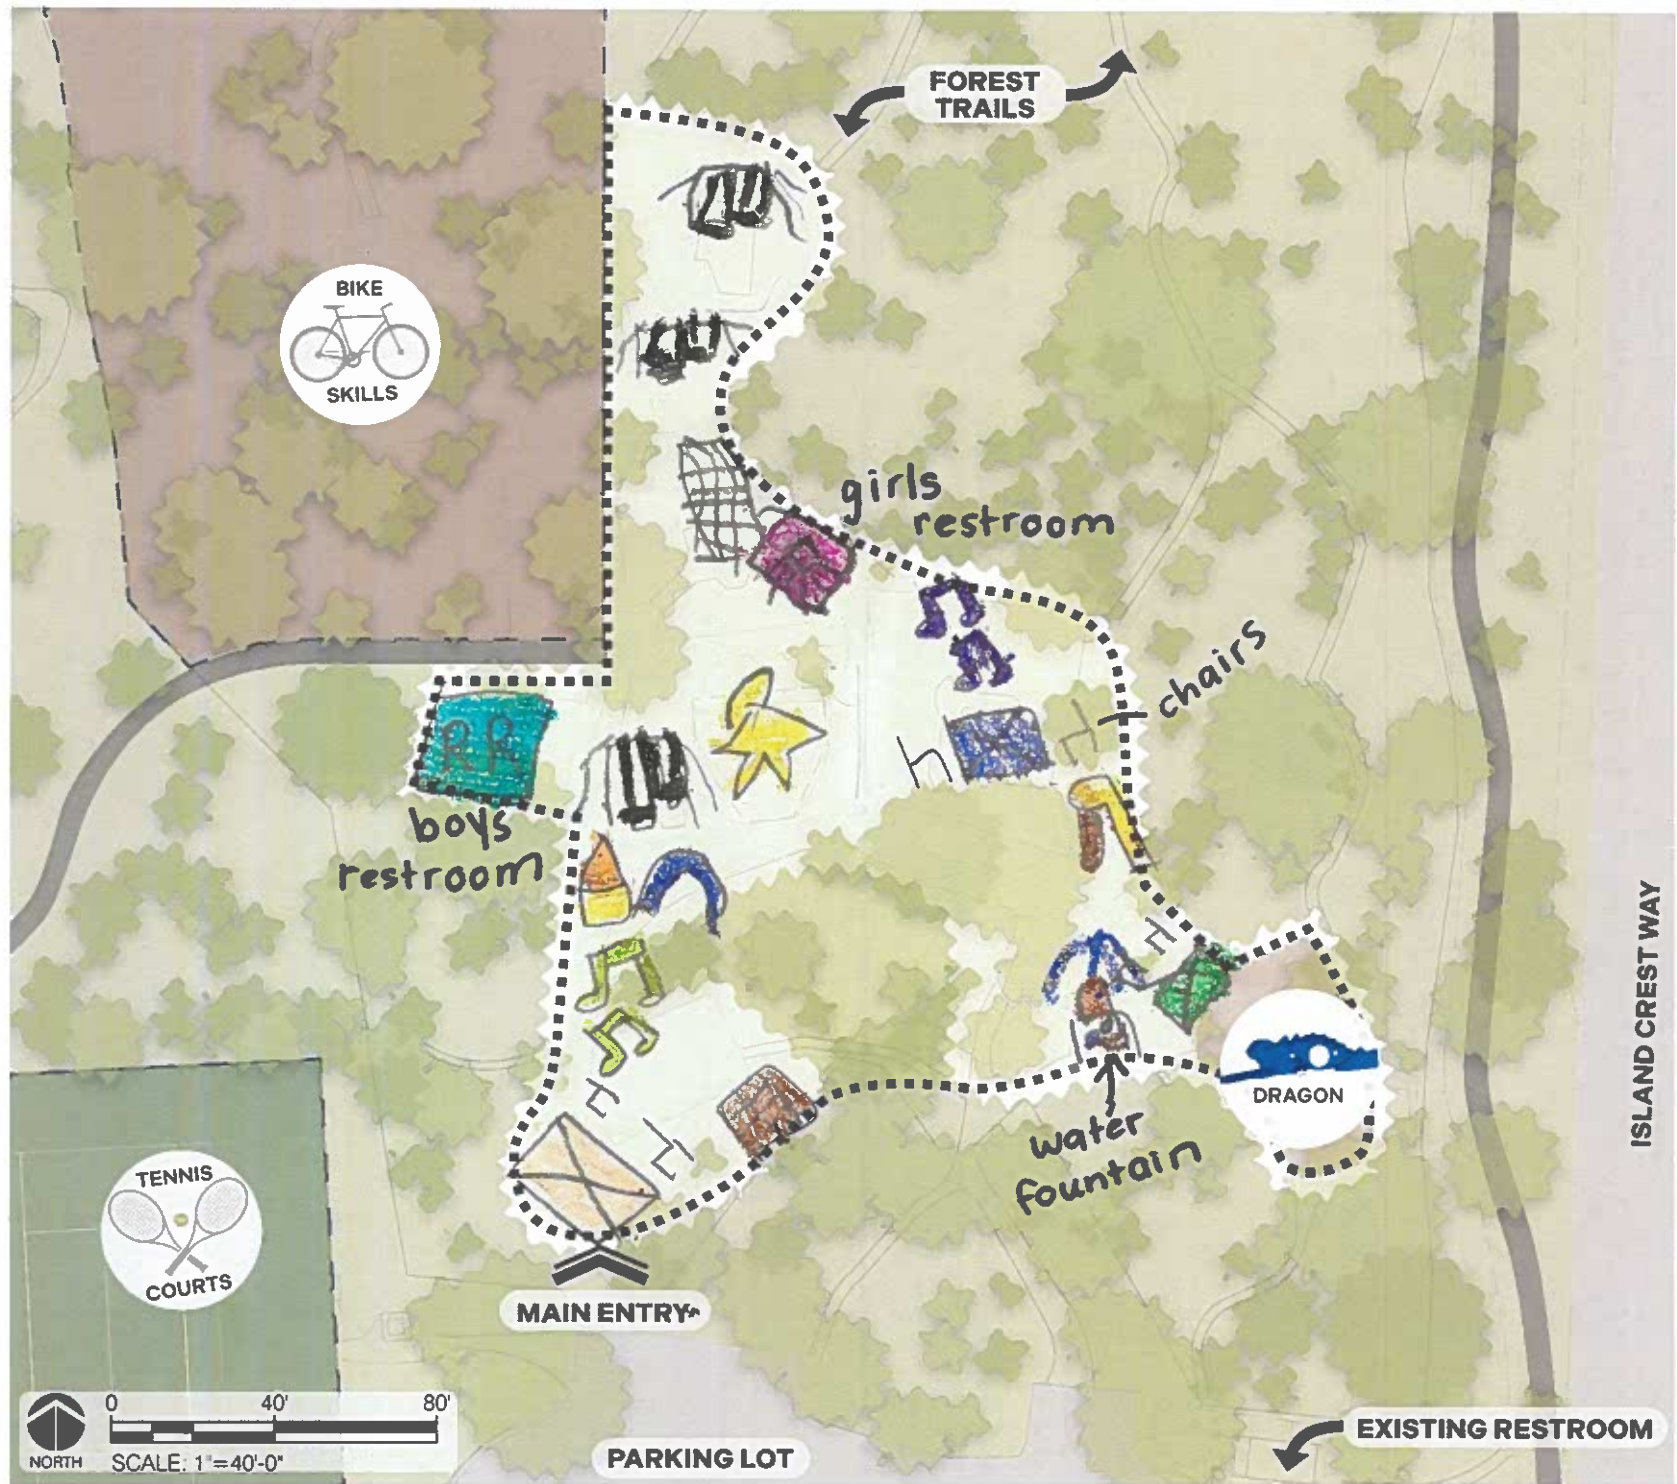 FOREST
TRAILS
BIKE
SKILLS
girls
restroom
chairs
RR
boys
restroom
ISLAND CREST WAY
DRAGON
water
fountain
TENNIS
COURTS
MAIN ENTRY
0 40' 80'
NORTH
SCALE: 1"=40'-0"
PARKING LOT
EXISTING RESTROOM